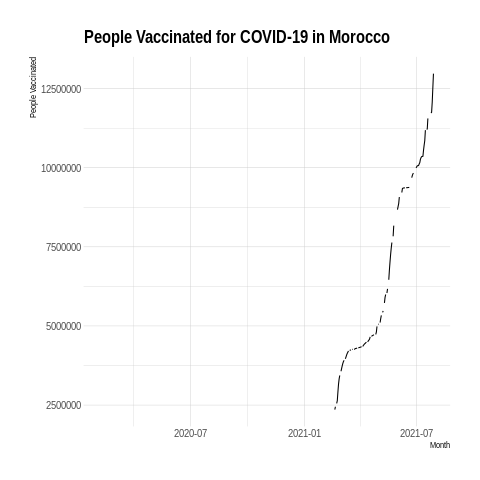 People Vaccinated for COVID-19 in Morocco
People Vaccinated
12500000
10000000
7500000
5000000
2500000
2020-07
2021-01
2021-07
Month